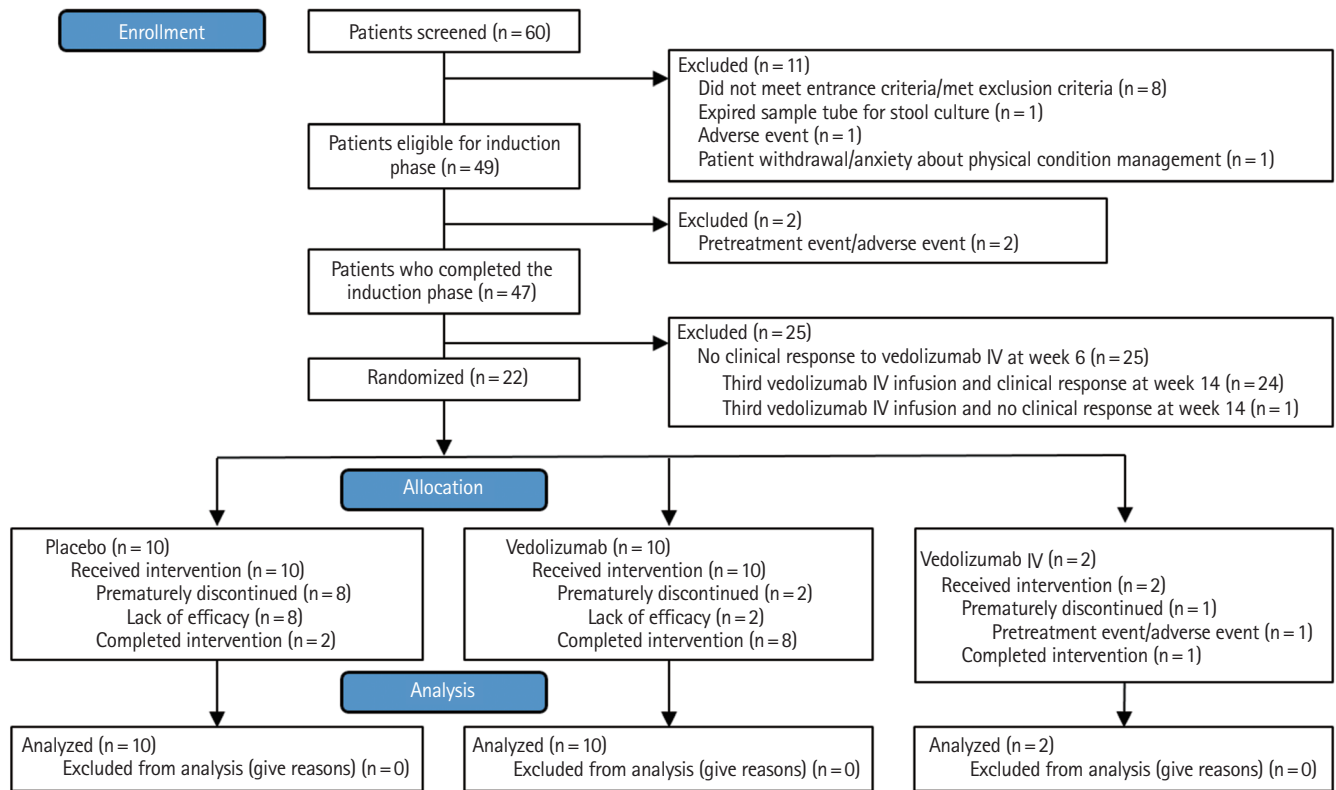 Enrollment
Patients screened (n=60)
Excluded (n=11)
Did not meet entrance criteria/met exclusion criteria (n=8)
Expired sample tube for stool culture (n=1)
Adverse event (n=1)
Patient withdrawal/anxiety about physical condition management (n=1)
Patients eligible for induction
phase (n=49)
Excluded (n=2)
Pretreatment event/adverse event (n=2)
Patients who completed the
induction phase (n=47)
Excluded (n=25)
No clinical response to vedolizumab IV at week 6 (n=25)
Third vedolizumab IV infusion and clinical response at week 14 (n=24)
Third vedolizumab IV infusion and no clinical response at week 14 (n=1)
Randomized (n=22)
Allocation
Placebo (n=10)
Received intervention (n=10)
Prematurely discontinued (n=8)
Lack of efficacy (n=8)
Completed intervention (n=2)
Vedolizumab (n=10)
Received intervention (n=10)
Prematurely discontinued (n=2)
Lack of efficacy (n=2)
Completed intervention (n=8)
Vedolizumab IV (n=2)
Received intervention (n=2)
Prematurely discontinued (n=1)
Pretreatment event/adverse event (n=1)
Completed intervention (n=1)
Analysis
Analyzed (n=10)
Excluded from analysis (give reasons) (n=0)
Analyzed (n=10)
Excluded from analysis (give reasons) (n=0)
Analyzed (n=2)
Excluded from analysis (give reasons) (n=0)